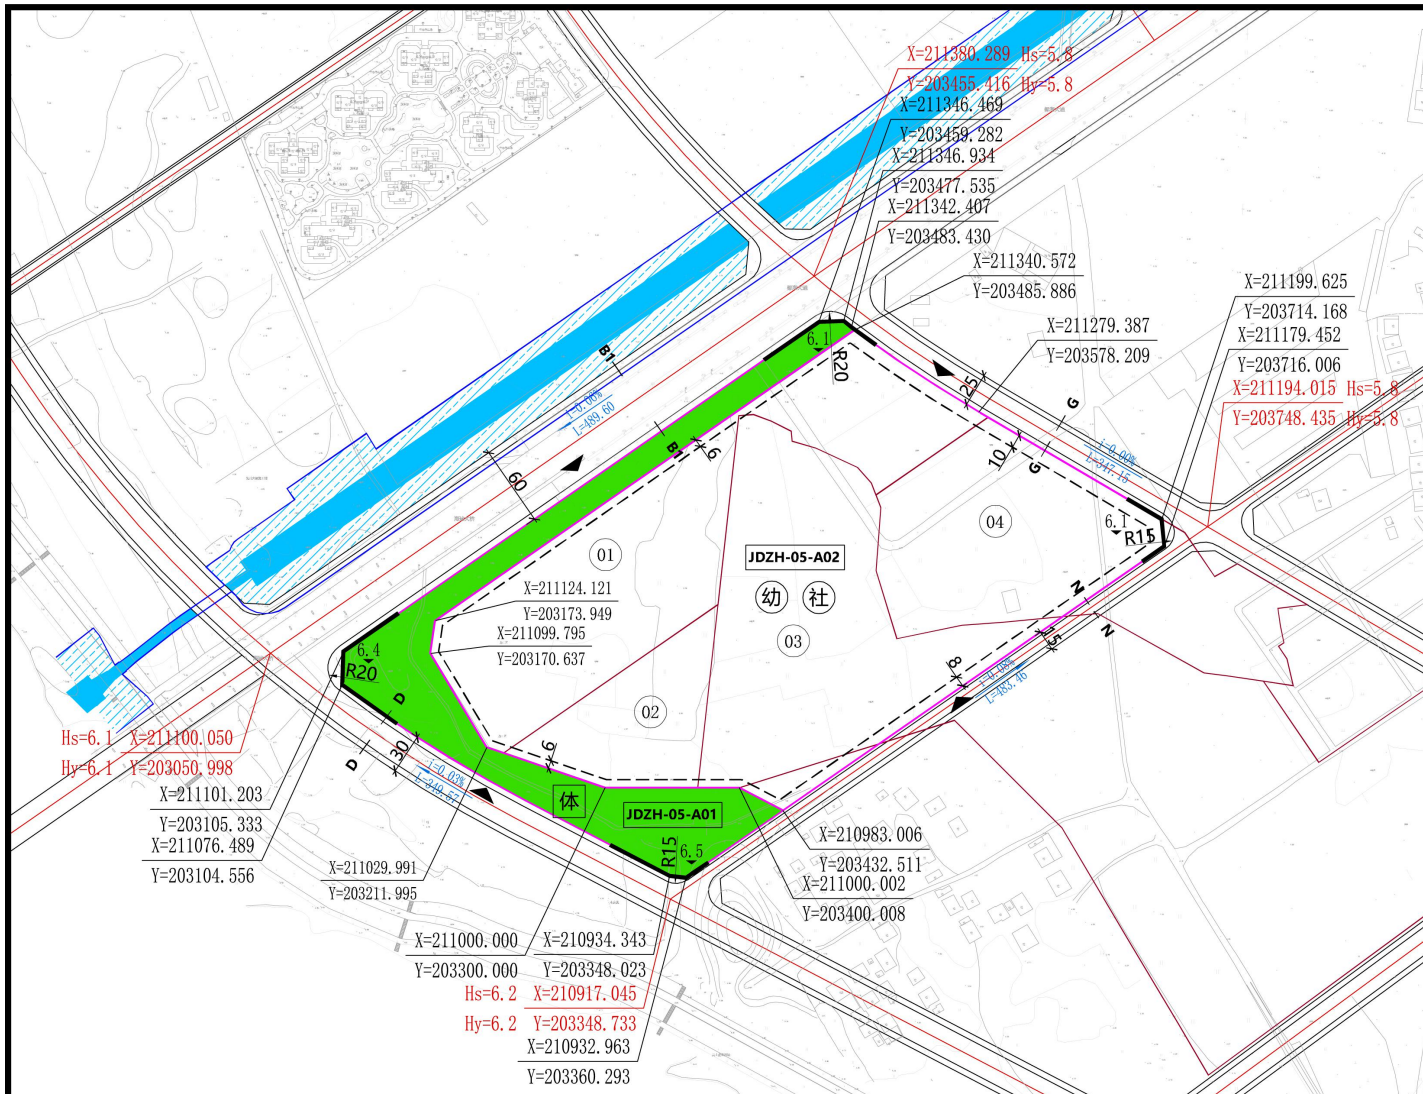 X=211380.289 Hs=5.8
Y=203455.416 Hy=5.8
X=211346.469
Y=203459.282
X=211346.934
Y=203477.535
X=211342.407
Y=203483.430
X=211340.572
Y=203485.886
X=211199.625
Y=203714.168
X=211179.452
Y=203716.006
X=211279.387
Y=203578.209
X=211194.015 Hs=5.8
Y=203748.435 Hy=5.8
6.1
R20
B1
i=0.06%
L=489.60
B1
6
25
G
10
G
i=0.00%
L=347.15
60
04
6.1
R15
01
JDZH-05-A02
幼 社
03
X=211124.121
Y=203173.949
X=211099.795
Y=203170.637
N
N
15
8
i=0.08%
L=483.46
6.4
R20
D
D
30
02
6
i=0.03%
L=349.57
体
JDZH-05-A01
R15
6.5
Hs=6.1 X=211100.050
Hy=6.1 Y=203050.998
X=211101.203
Y=203105.333
X=211076.489
Y=203104.556
X=211029.991
Y=203211.995
X=210983.006
Y=203432.511
X=211000.002
Y=203400.008
X=211000.000
Y=203300.000
X=210934.343
Y=203348.023
Hs=6.2 X=210917.045
Hy=6.2 Y=203348.733
X=210932.963
Y=203360.293